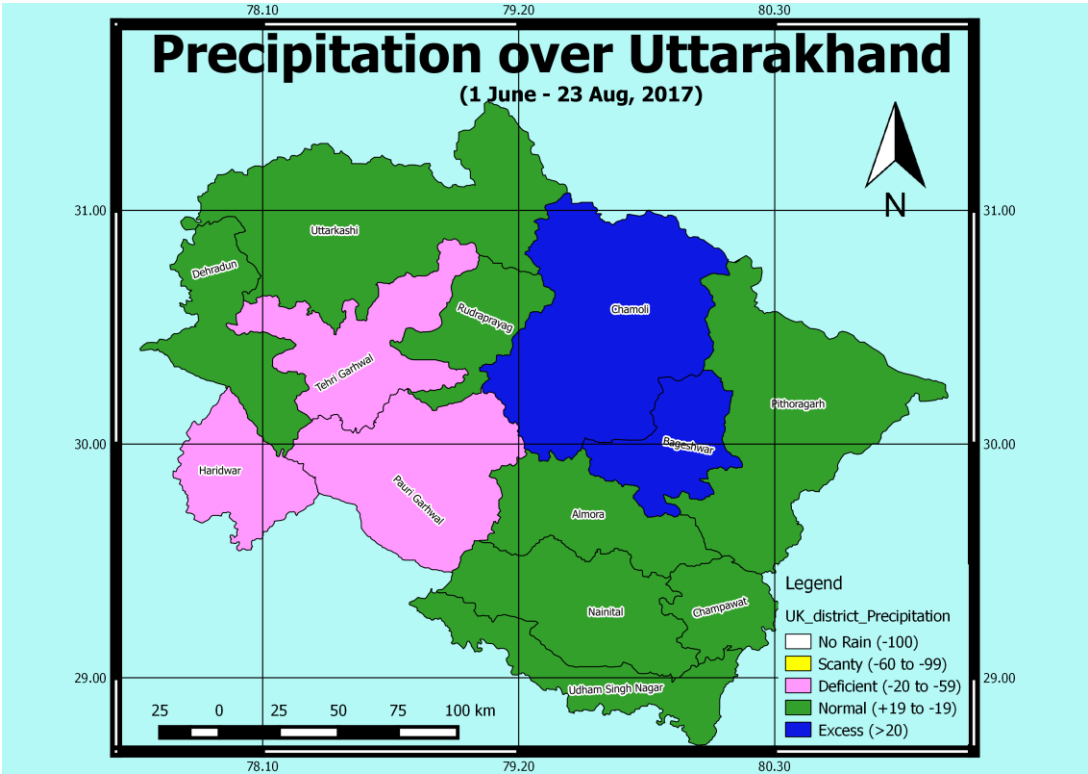 78.10 79.20 80.30
Precipitation over Uttarakhand
(1 June - 23 Aug, 2017)
N
31.00 31.00
Uttarkashi
Dehradun
Chamoli
Rudraprayag
Tehri Garhwal
Pithoragarh
30.00 30.00
Bageshwar
Haridwar
Pauri Garhwal
Almora
Nainital
Champawat
Udham Singh Nagar
29.00 29.00
Legend
UK_district_Precipitation
No Rain (-100)
Scanty (-60 to -99)
Deficient (-20 to -59)
Normal (+19 to -19)
Excess (>20)
25 0 25 50 75 100 km
78.10 79.20 80.30